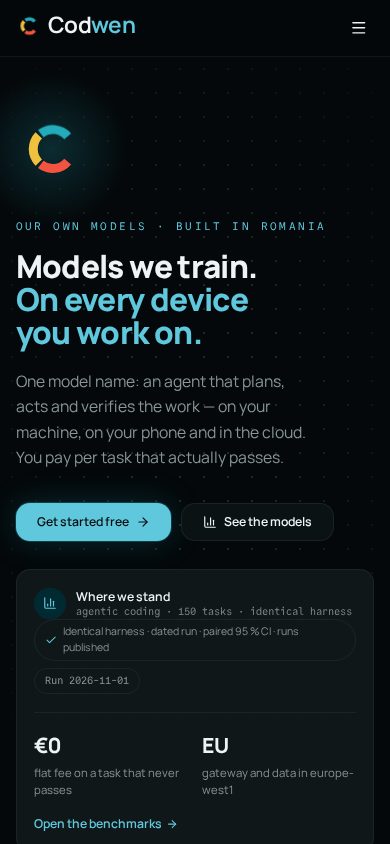 Codwen
OUR OWN MODELS · BUILT IN ROMANIA
Models we train.
On every device
you work on.
One model name: an agent that plans,
acts and verifies the work — on your
machine, on your phone and in the cloud.
You pay per task that actually passes.
Get started free →
See the models
Where we stand
agentic coding · 150 tasks · identical harness
Identical harness · dated run · paired 95 % CI · runs
published
Run 2026-11-01
€0
flat fee on a task that never
passes
EU
gateway and data in europe-
west1
Open the benchmarks →